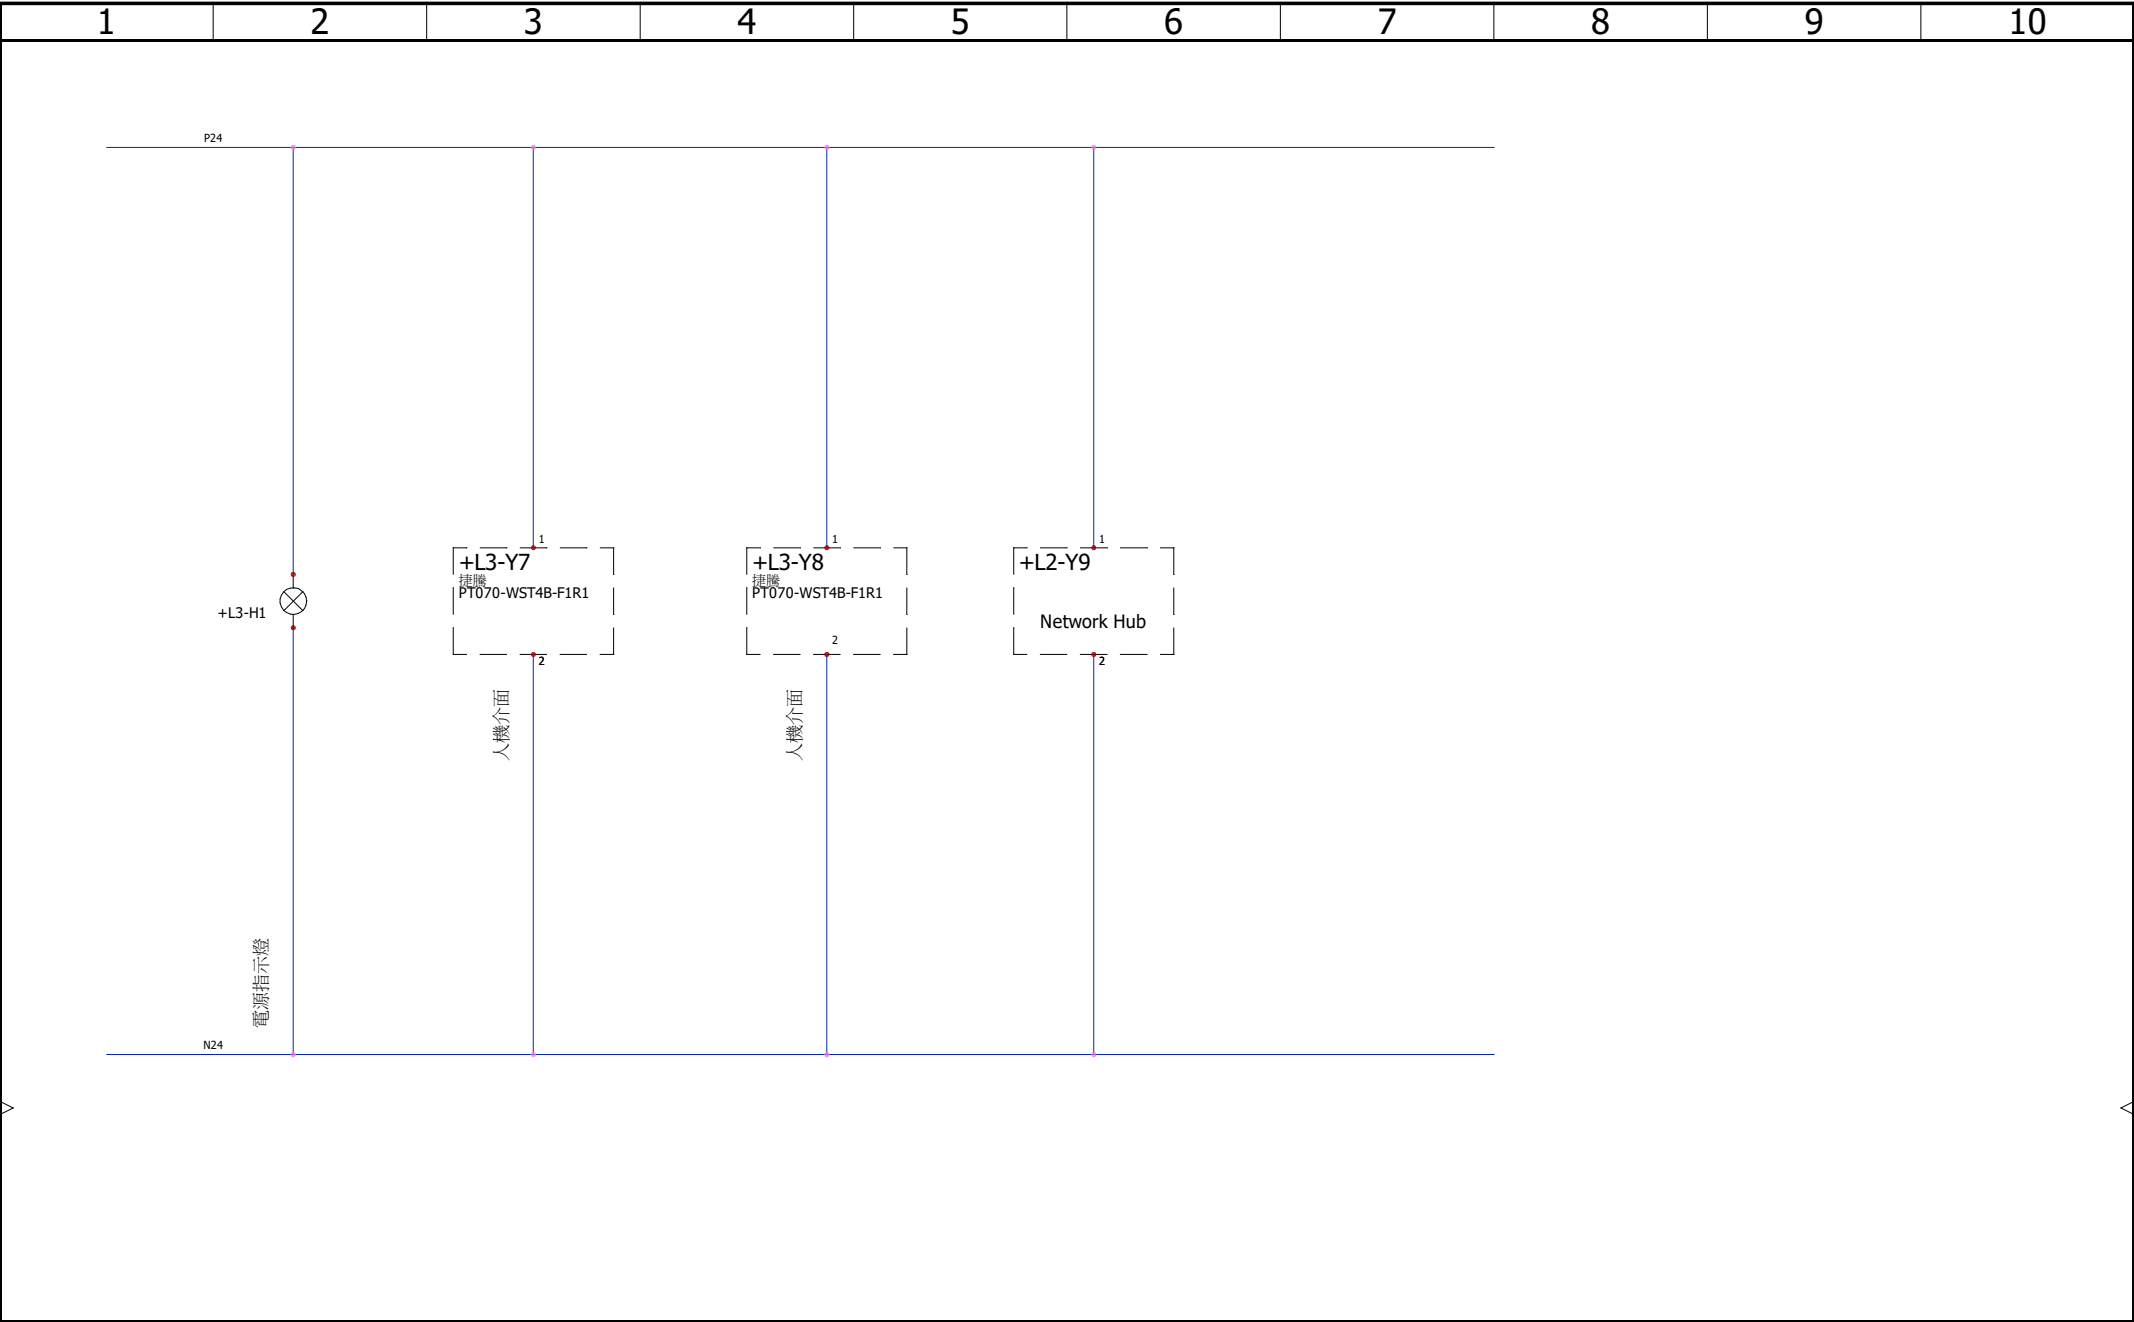 1 2 3 4 5 6 7 8 9 10
P24
1
1
1
+L3-Y7
捷騰
PT070-WST4B-F1R1
+L3-Y8
捷騰
PT070-WST4B-F1R1
+L2-Y9
Network Hub
+L3-H1
2
2
2
人機介面
人機介面
電源指示燈
N24